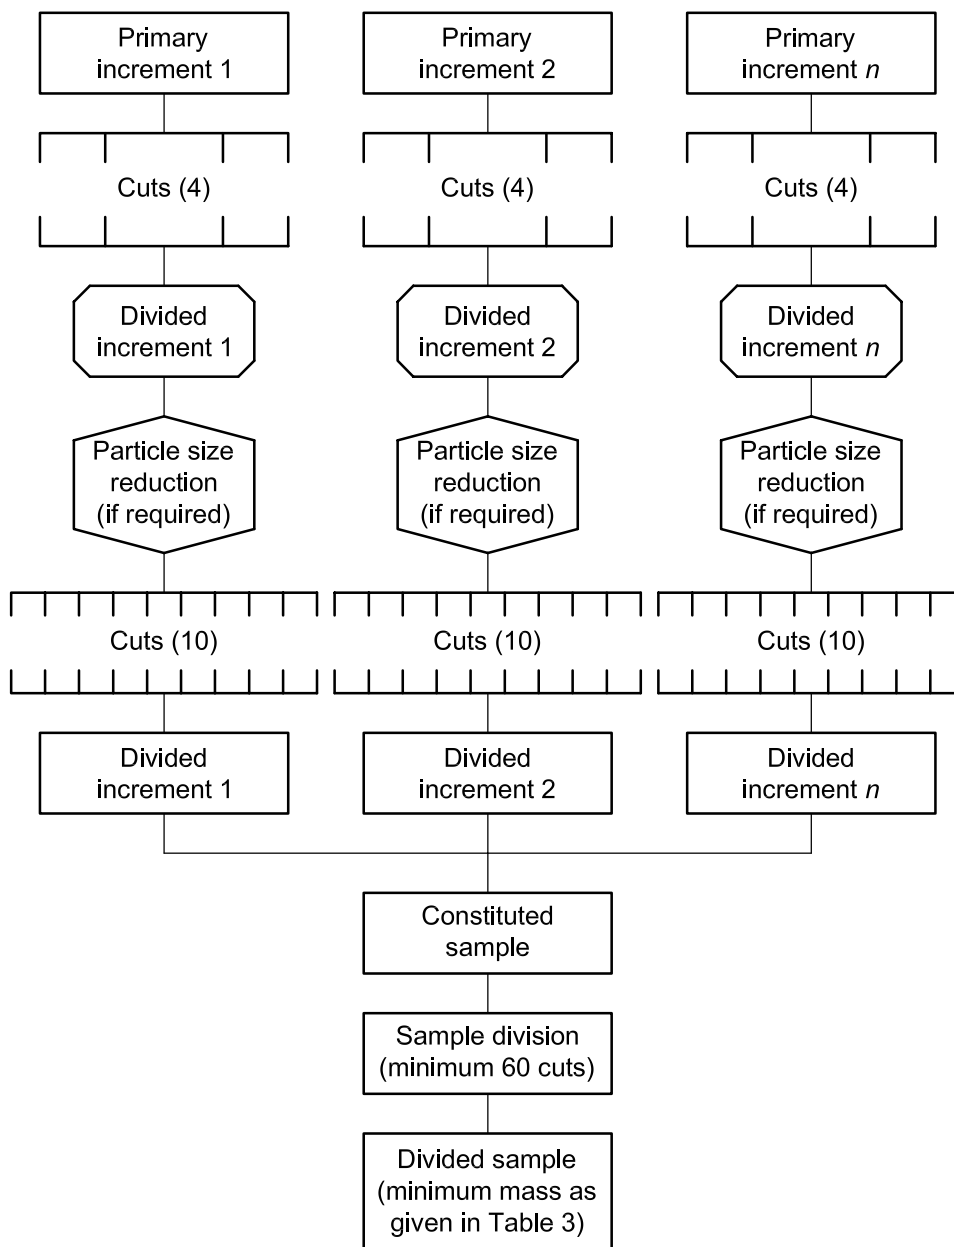 Primary
increment 1
Primary
increment 2
Primary
increment n
Cuts (4)
Cuts (4)
Cuts (4)
Divided
increment 1
Divided
increment 2
Divided
increment n
Particle size
reduction
(if required)
Particle size
reduction
(if required)
Particle size
reduction
(if required)
Cuts (10)
Cuts (10)
Cuts (10)
Divided
increment 1
Divided
increment 2
Divided
increment n
Constituted
sample
Sample division
(minimum 60 cuts)
Divided sample
(minimum mass as
given in Table 3)